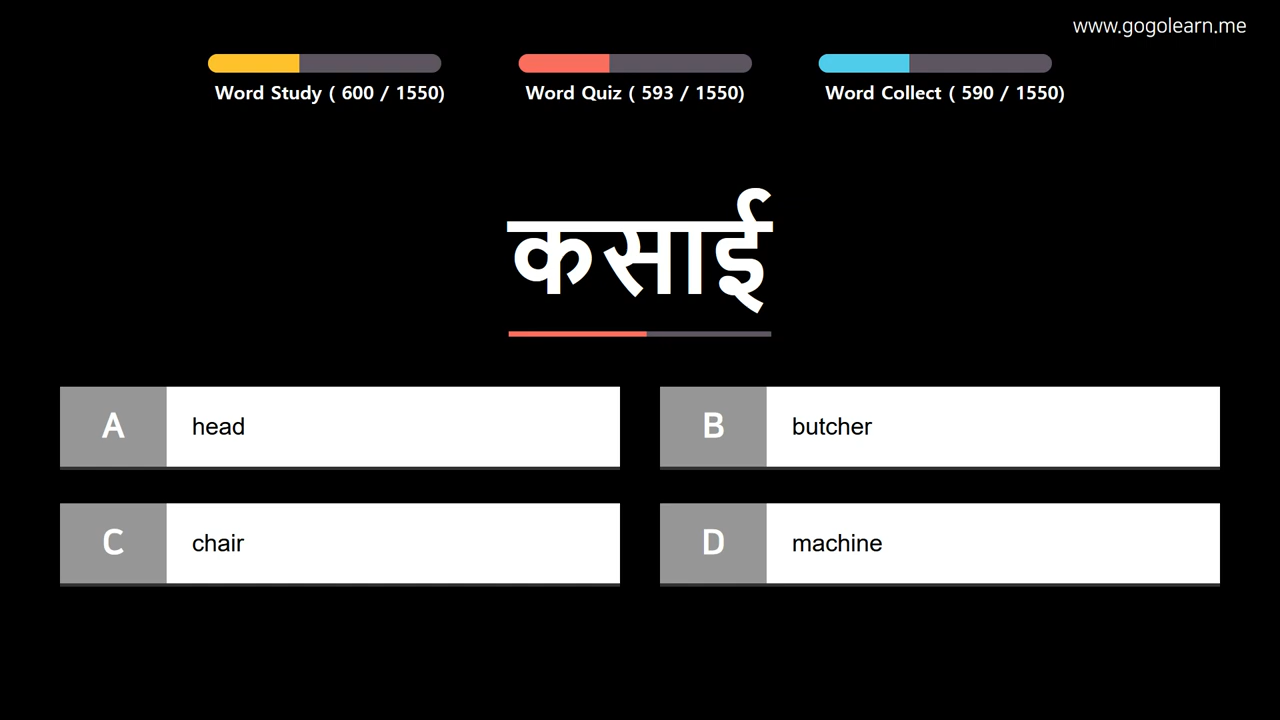 www.gogolearn.me
Word Study ( 600 / 1550)
Word Quiz ( 593 / 1550)
Word Collect ( 590 / 1550)
कसाई
A head
B butcher
C chair
D machine